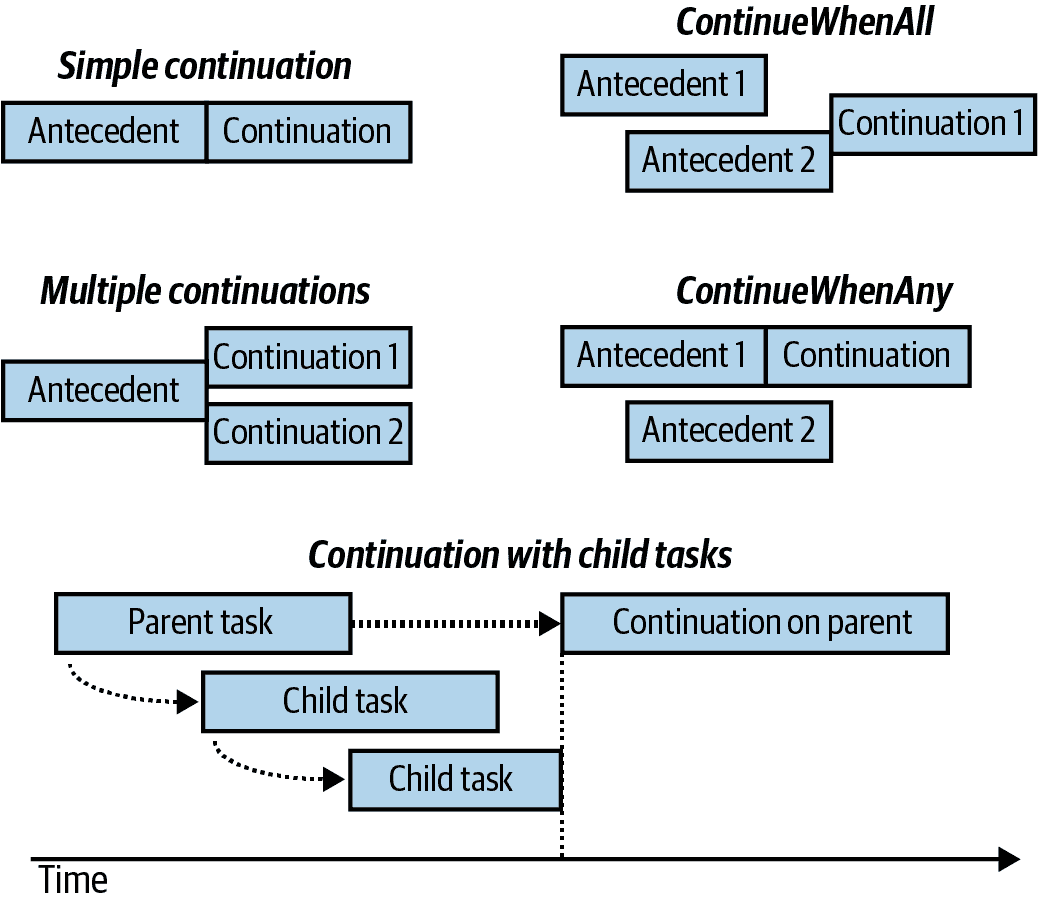 Simple continuation
Antecedent
Continuation
ContinueWhenAll
Antecedent 1
Continuation 1
Antecedent 2
Multiple continuations
Continuation 1
Antecedent
Continuation 2
ContinueWhenAny
Antecedent 1
Continuation
Antecedent 2
Continuation with child tasks
Parent task
Continuation on parent
Child task
Child task
Time